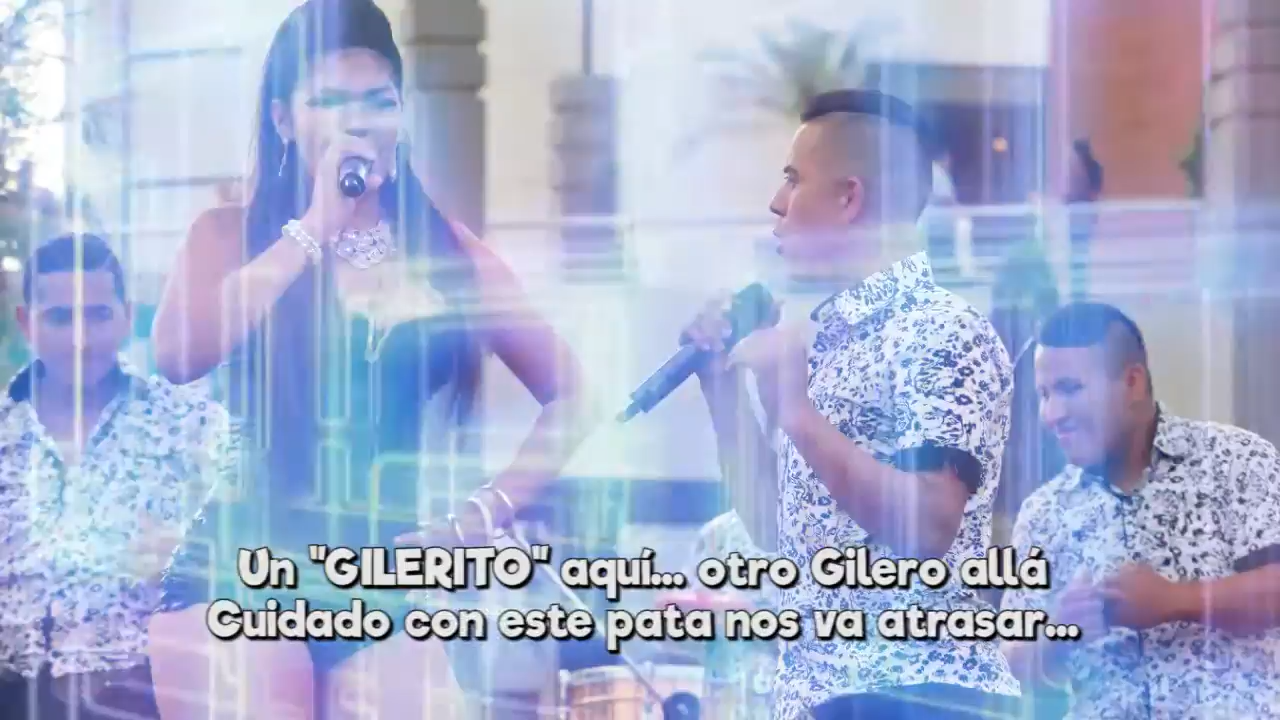 Un "GILERITO" aquí... otro Gilero allá
Cuidado con este pata nos va atrasar...